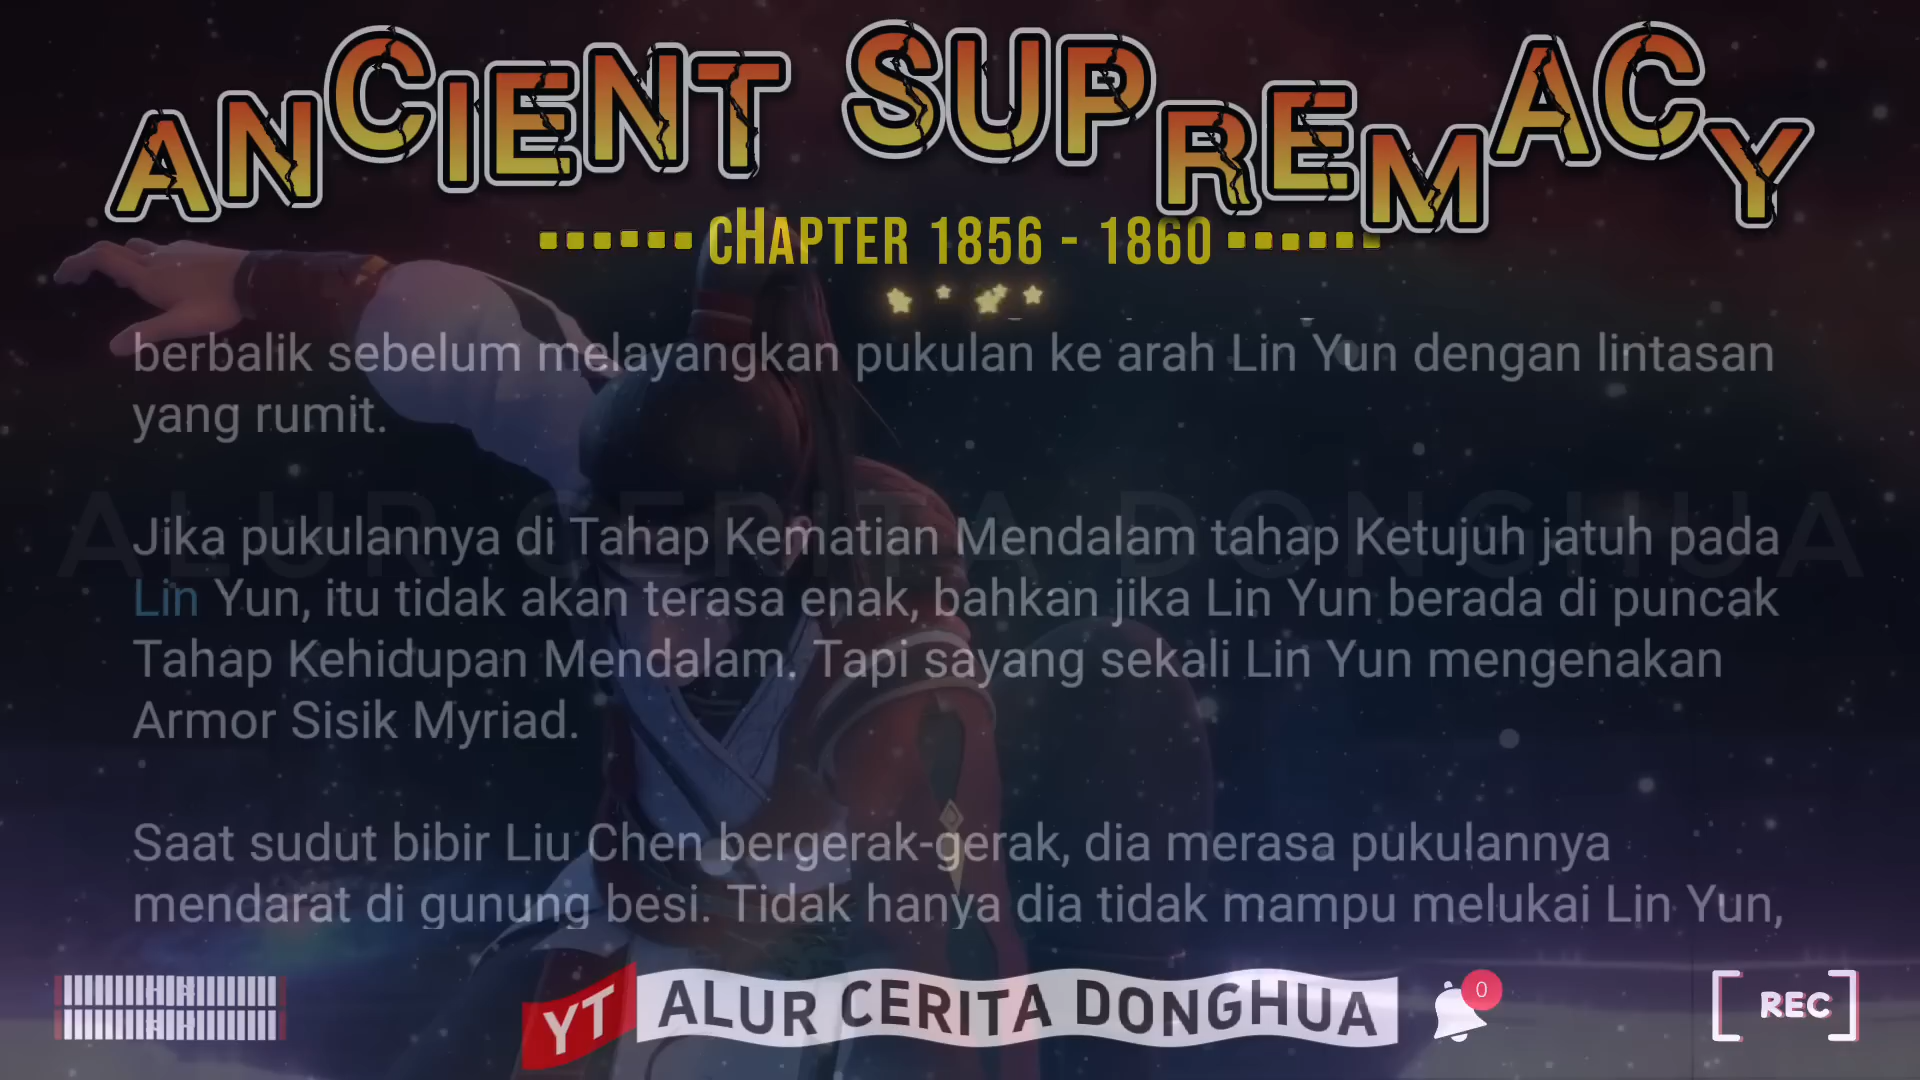 ANCIENT SUPREMACY
CHAPTER 1856 - 1860
berbalik sebelum melayangkan pukulan ke arah Lin Yun dengan lintasan
yang rumit.
ALUR CERITA DONGHUA
Jika pukulannya di Tahap Kematian Mendalam tahap Ketujuh jatuh pada
Lin Yun, itu tidak akan terasa enak, bahkan jika Lin Yun berada di puncak
Tahap Kehidupan Mendalam. Tapi sayang sekali Lin Yun mengenakan
Armor Sisik Myriad.
Saat sudut bibir Liu Chen bergerak-gerak, dia merasa pukulannya
mendarat di gunung besi. Tidak hanya dia tidak mampu melukai Lin Yun,
YT ALUR CERITA DONGHUA
0
REC